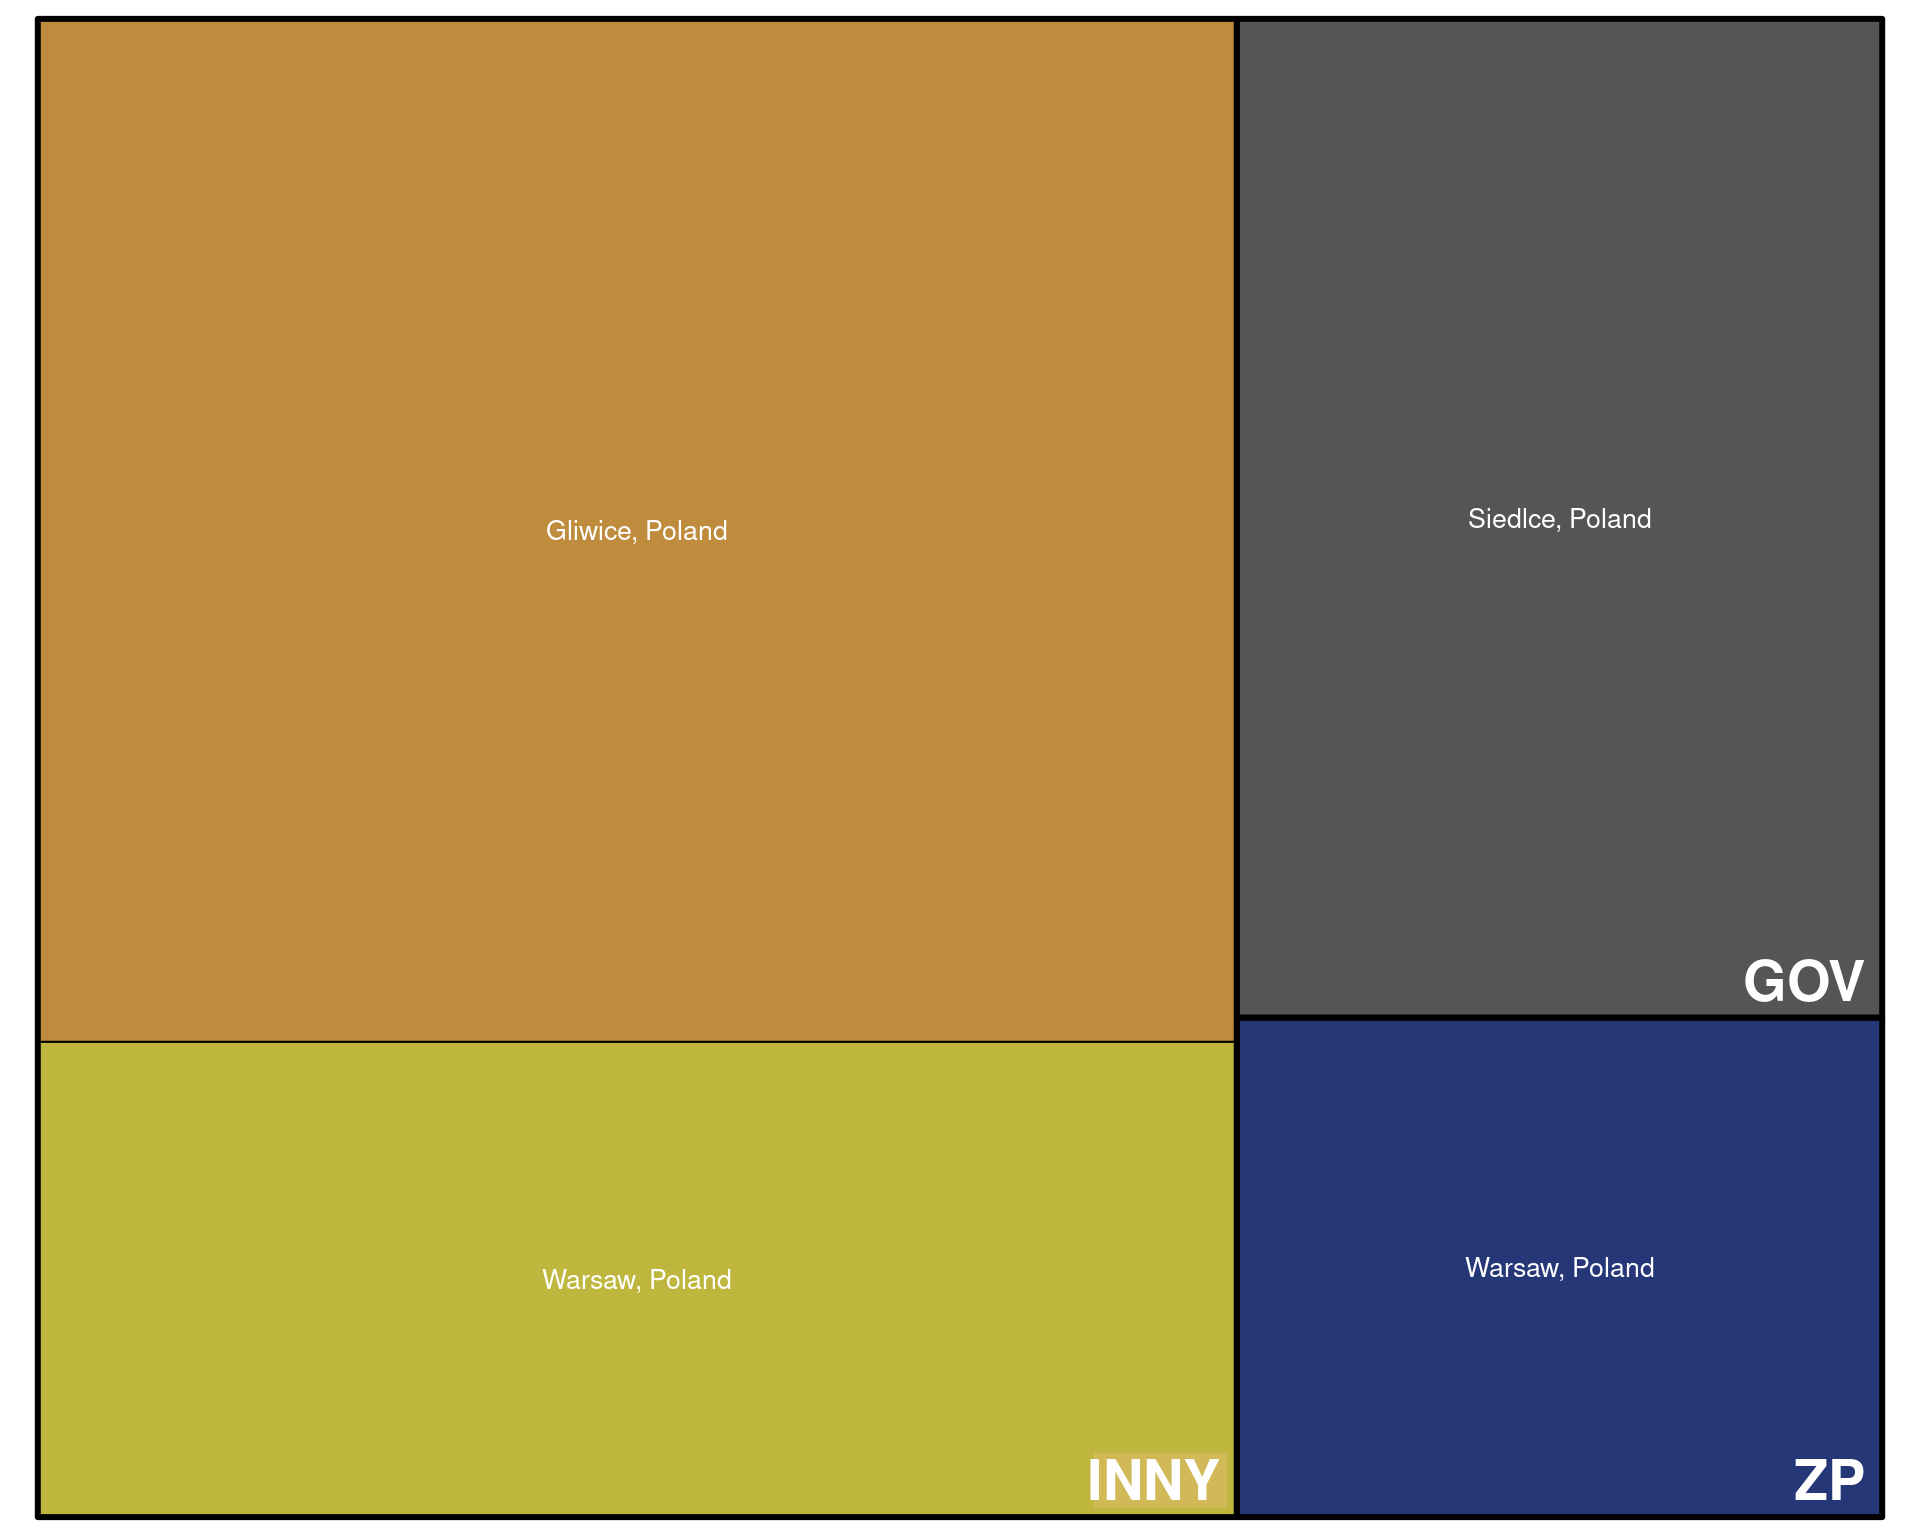 Gliwice, Poland
Siedlce, Poland
GOV
Warsaw, Poland
INNY
Warsaw, Poland
ZP